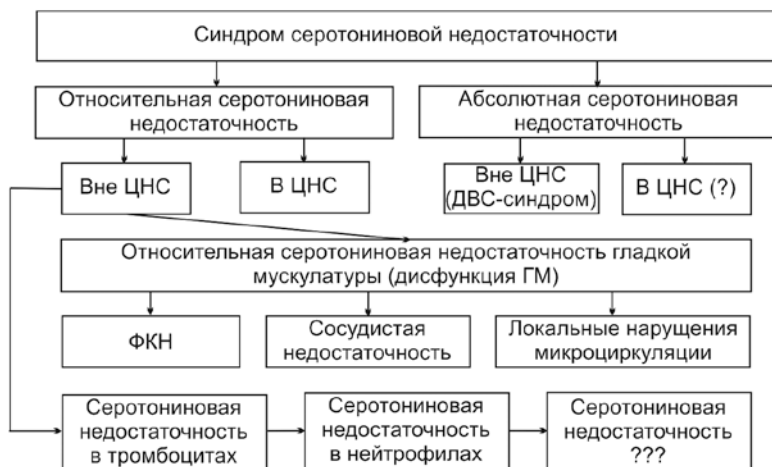 Синдром серотониновой недостаточности
Относительная серотониновая
недостаточность
Абсолютная серотониновая
недостаточность
Вне ЦНС
В ЦНС
Вне ЦНС
(ДВС-синдром)
В ЦНС (?)
Относительная серотониновая недостаточность гладкой
мускулатуры (дисфункция ГМ)
ФКН
Сосудистая
недостаточность
Локальные нарущения
микроциркуляции
Серотониновая
недостаточность
в тромбоцитах
Серотониновая
недостаточность
в нейтрофилах
Серотониновая
недостаточность
???